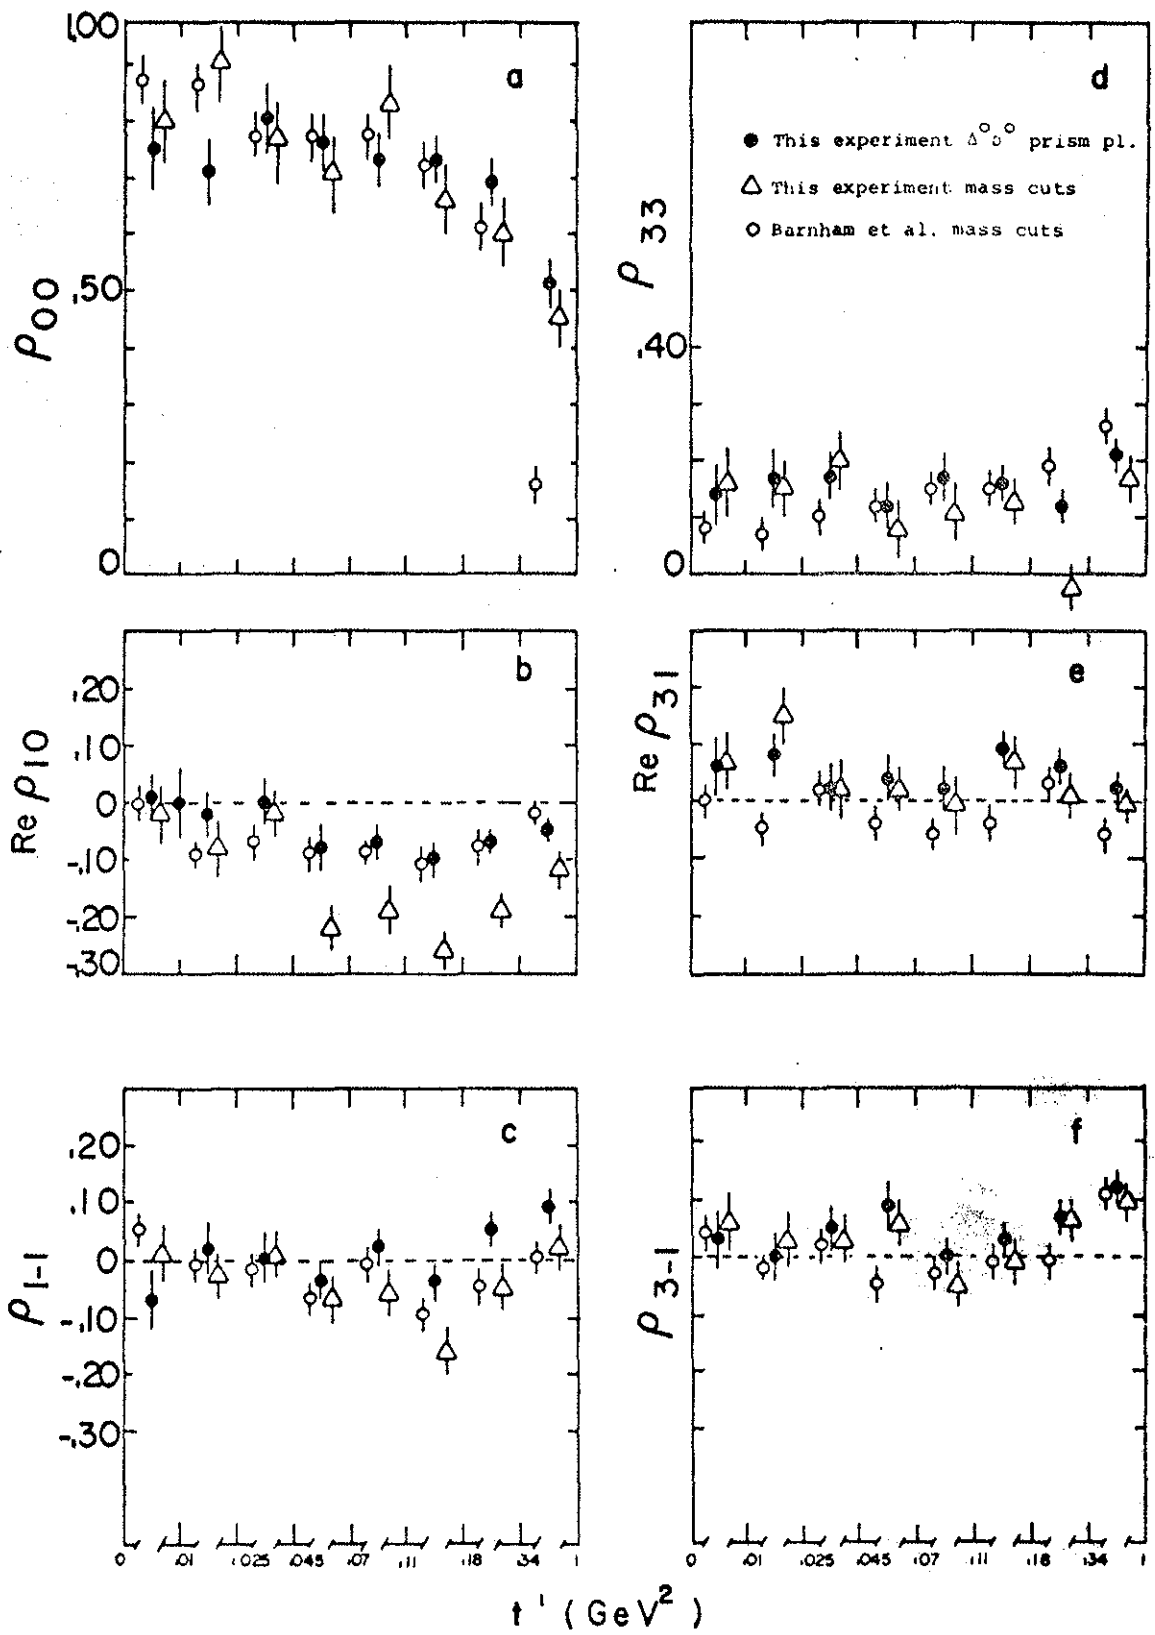 1.00
a
.50
ρ00
0
d
● This experiment Δ°ρ° prism pl.
△ This experiment mass cuts
○ Barnham et al. mass cuts
ρ33
.40
0
b
.20
.10
0
-.10
-.20
-.30
Re ρ10
e
Re ρ31
c
.20
.10
0
-.10
-.20
-.30
ρ1-1
f
ρ3-1
0 .01 .025 .045 .07 .11 .18 .34 1
0 .01 .025 .045 .07 .11 .18 .34 1
t ' ( GeV² )